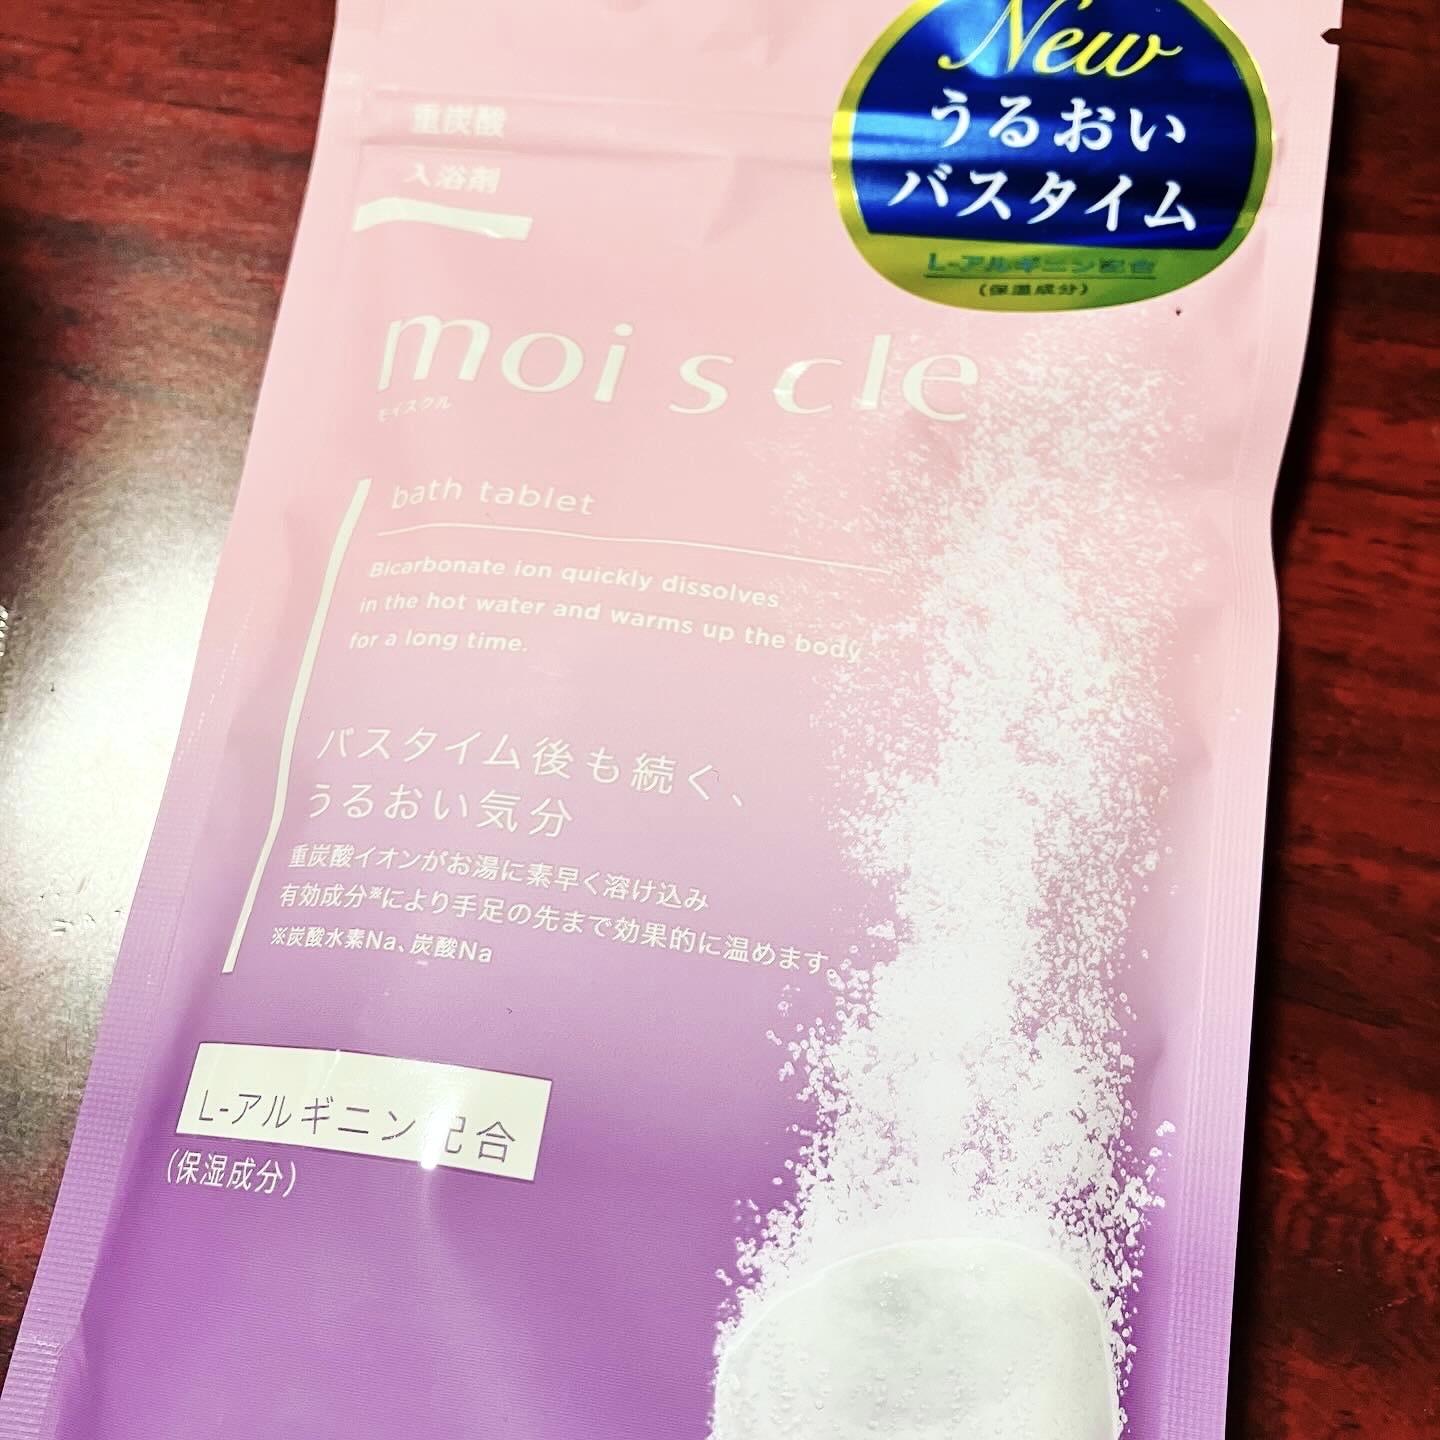 New
うるおい
バスタイム
L-アルギニン配合
(保湿成分)
重炭酸
入浴剤
moi s cle
モイスクル
bath tablet
Bicarbonate ion quickly dissolves
in the hot water and warms up the body
for a long time.
バスタイム後も続く、
うるおい気分
重炭酸イオンがお湯に素早く溶け込み
有効成分※により手足の先まで効果的に温めます。
※炭酸水素Na、炭酸Na
L-アルギニン配合
(保湿成分)